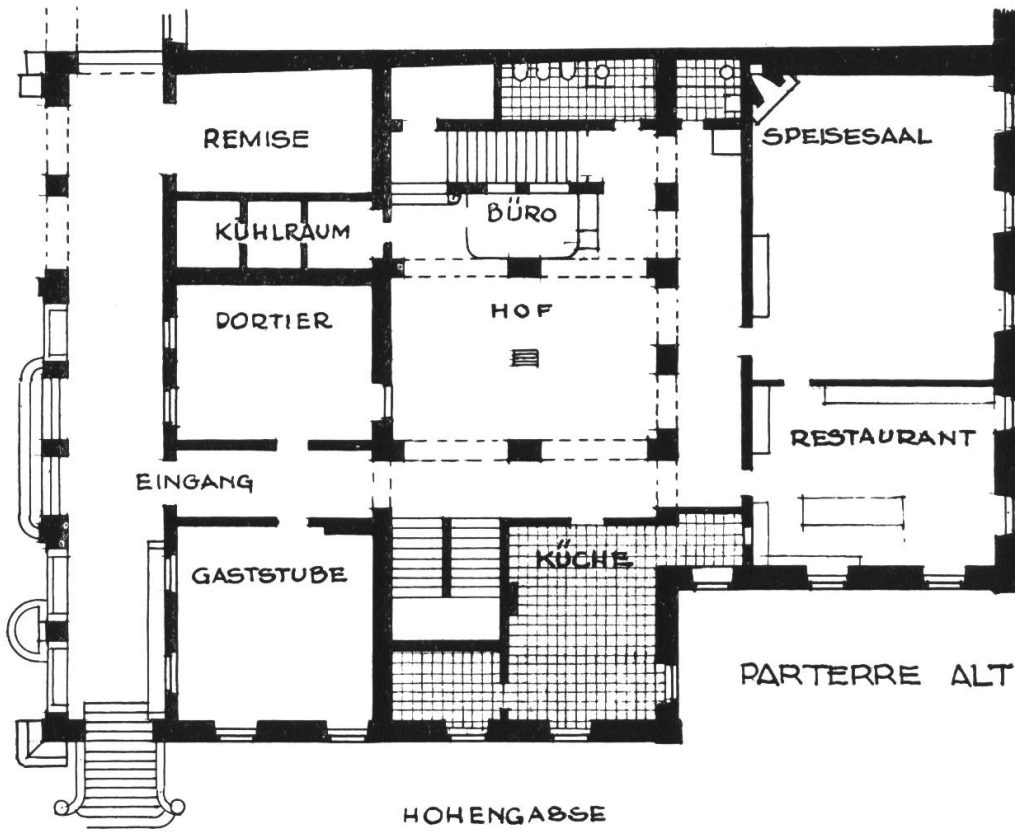 REMISE
SPEISESAAL
KÜHLRAUM
BÜRO
HOF
DORTIER
RESTAURANT
EINGANG
KÜCHE
GASTSTUBE
PARTERRE ALT
HOHENGASSE